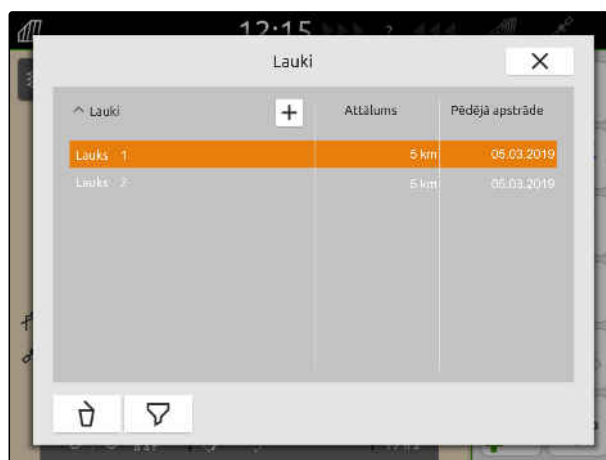 12:15
Lauki
^ Lauki + Attālums Pēdējā apstrāde
Lauks 1 5 km 05.03.2019
Lauks 2 5 km 05.03.2019